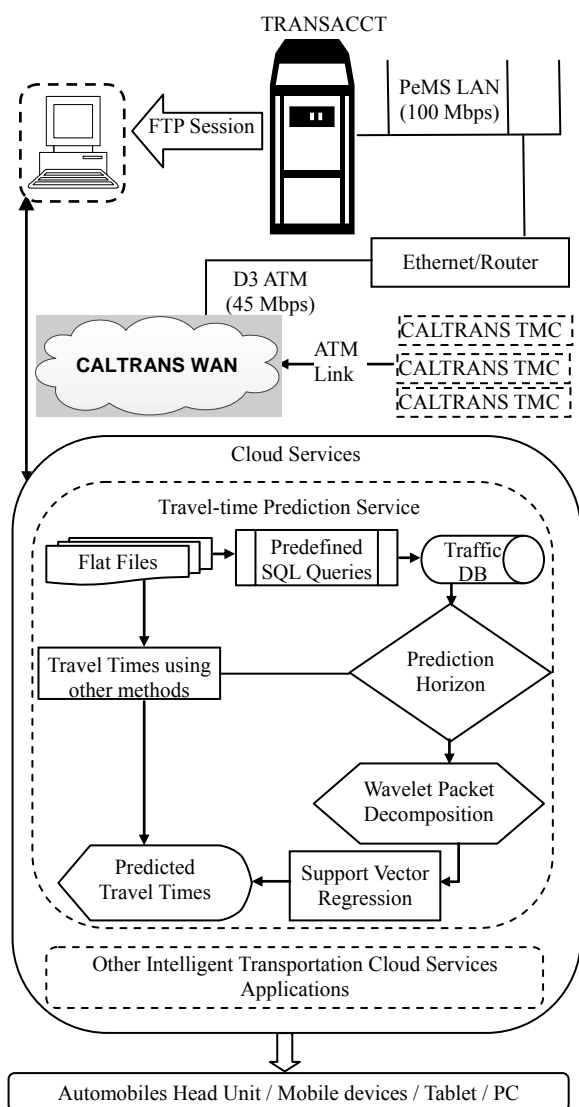 TRANSACCT
PeMS LAN
(100 Mbps)
FTP Session
Ethernet/Router
D3 ATM
(45 Mbps)
CALTRANS WAN
ATM
Link
CALTRANS TMC
CALTRANS TMC
CALTRANS TMC
Cloud Services
Travel-time Prediction Service
Flat Files
Predefined
SQL Queries
Traffic
DB
Travel Times using
other methods
Prediction
Horizon
Wavelet Packet
Decomposition
Predicted
Travel Times
Support Vector
Regression
Other Intelligent Transportation Cloud Services
Applications
Automobiles Head Unit / Mobile devices / Tablet / PC